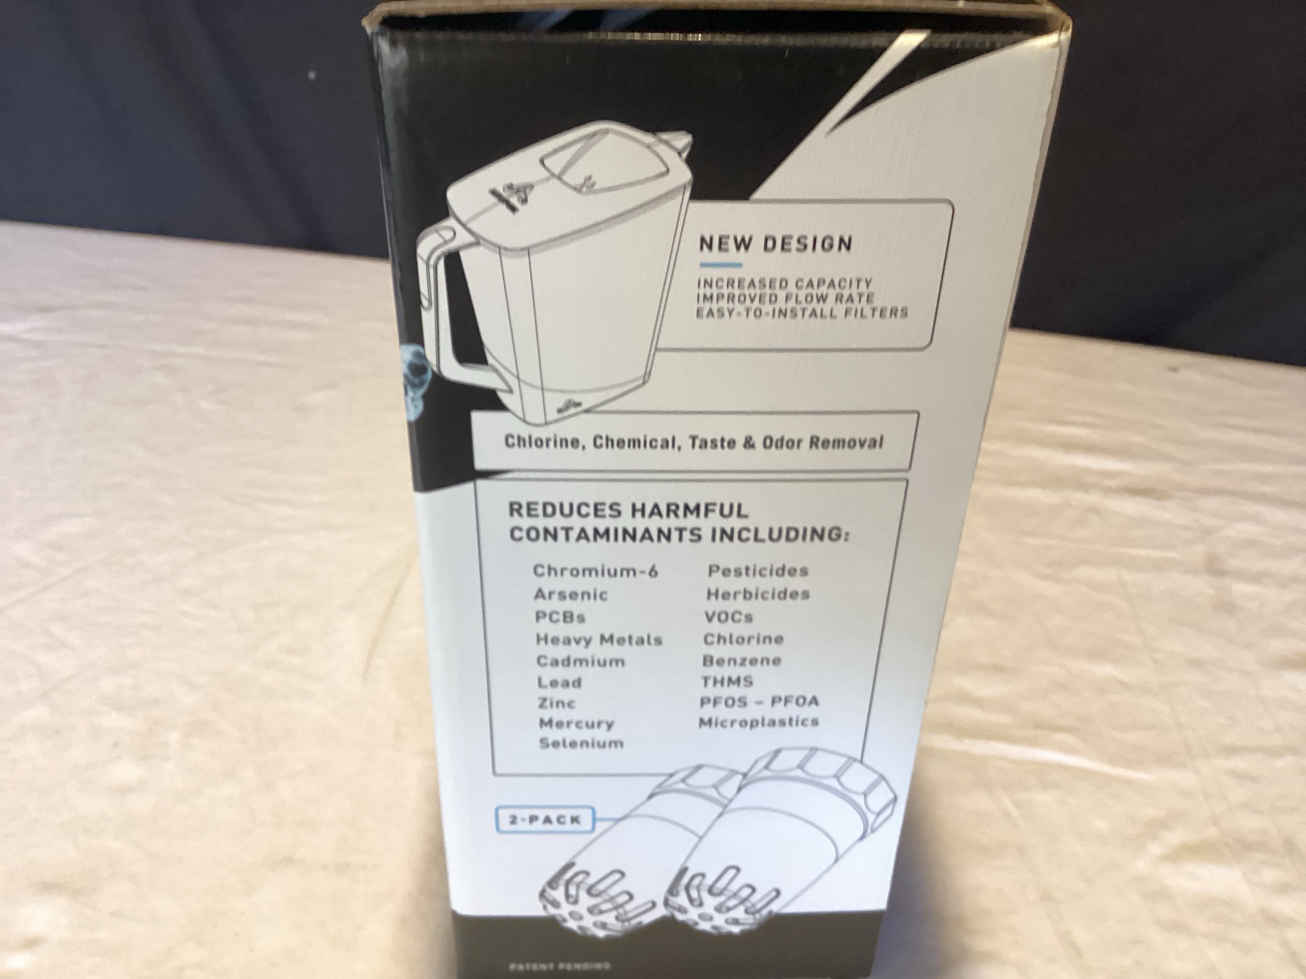 NEW DESIGN
INCREASED CAPACITY
IMPROVED FLOW RATE
EASY-TO-INSTALL FILTERS
Chlorine, Chemical, Taste & Odor Removal
REDUCES HARMFUL
CONTAMINANTS INCLUDING:
Chromium-6
Arsenic
PCBs
Heavy Metals
Cadmium
Lead
Zinc
Mercury
Selenium
Pesticides
Herbicides
VOCs
Chlorine
Benzene
THMS
PFOS – PFOA
Microplastics
2-PACK
PATENT PENDING